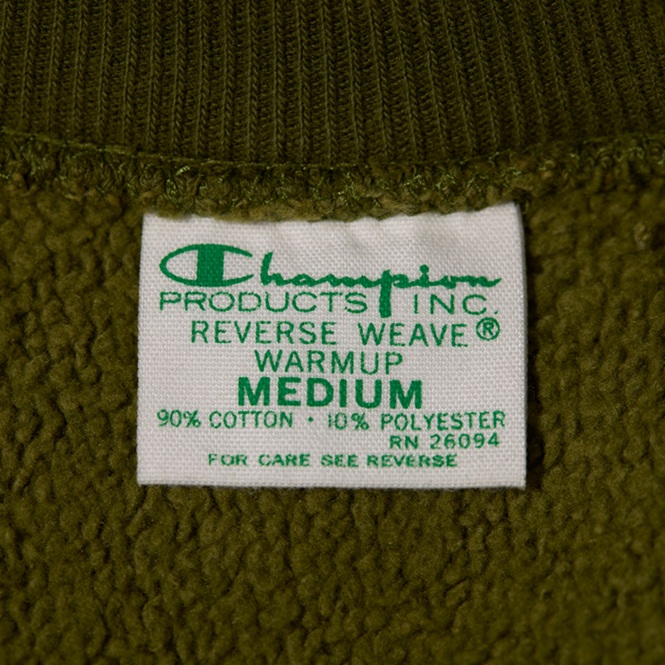 Champion
PRODUCTS INC.
REVERSE WEAVE®
WARMUP
MEDIUM
90% COTTON · 10% POLYESTER
RN 26094
FOR CARE SEE REVERSE